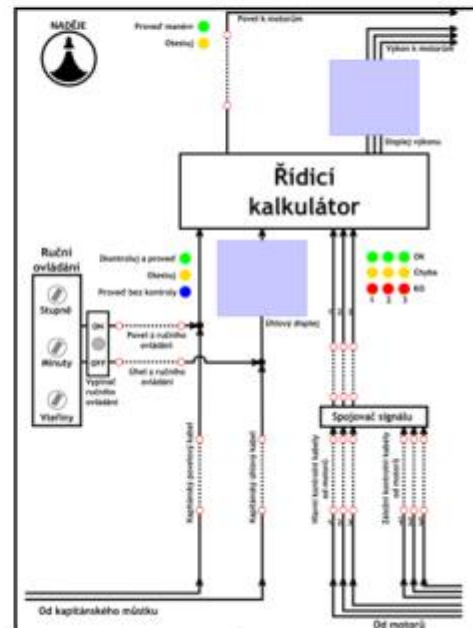 NADĚJE
Proveď manévr
Otestuj
Povel k motorům
Výkon k motorům
Displej výkonu
Řídicí
kalkulátor
Ruční
ovládání
Stupně
Minuty
Vteřiny
ON
OFF
Vypínač
ručního
ovládání
Zkontroluj a proveď
Otestuj
Proveď bez kontroly
Povel z ručního
ovládání
Úhel z ručního
ovládání
Úhlový displej
OK
Chyba
KO
1 2 3
Spojovač signálu
Kapitánský povelový kabel
Kapitánský úhlový kabel
Hlavní kontrolní kabely
od motorů
Záložní kontrolní kabely
od motorů
Od kapitánského můstku
Od motorů